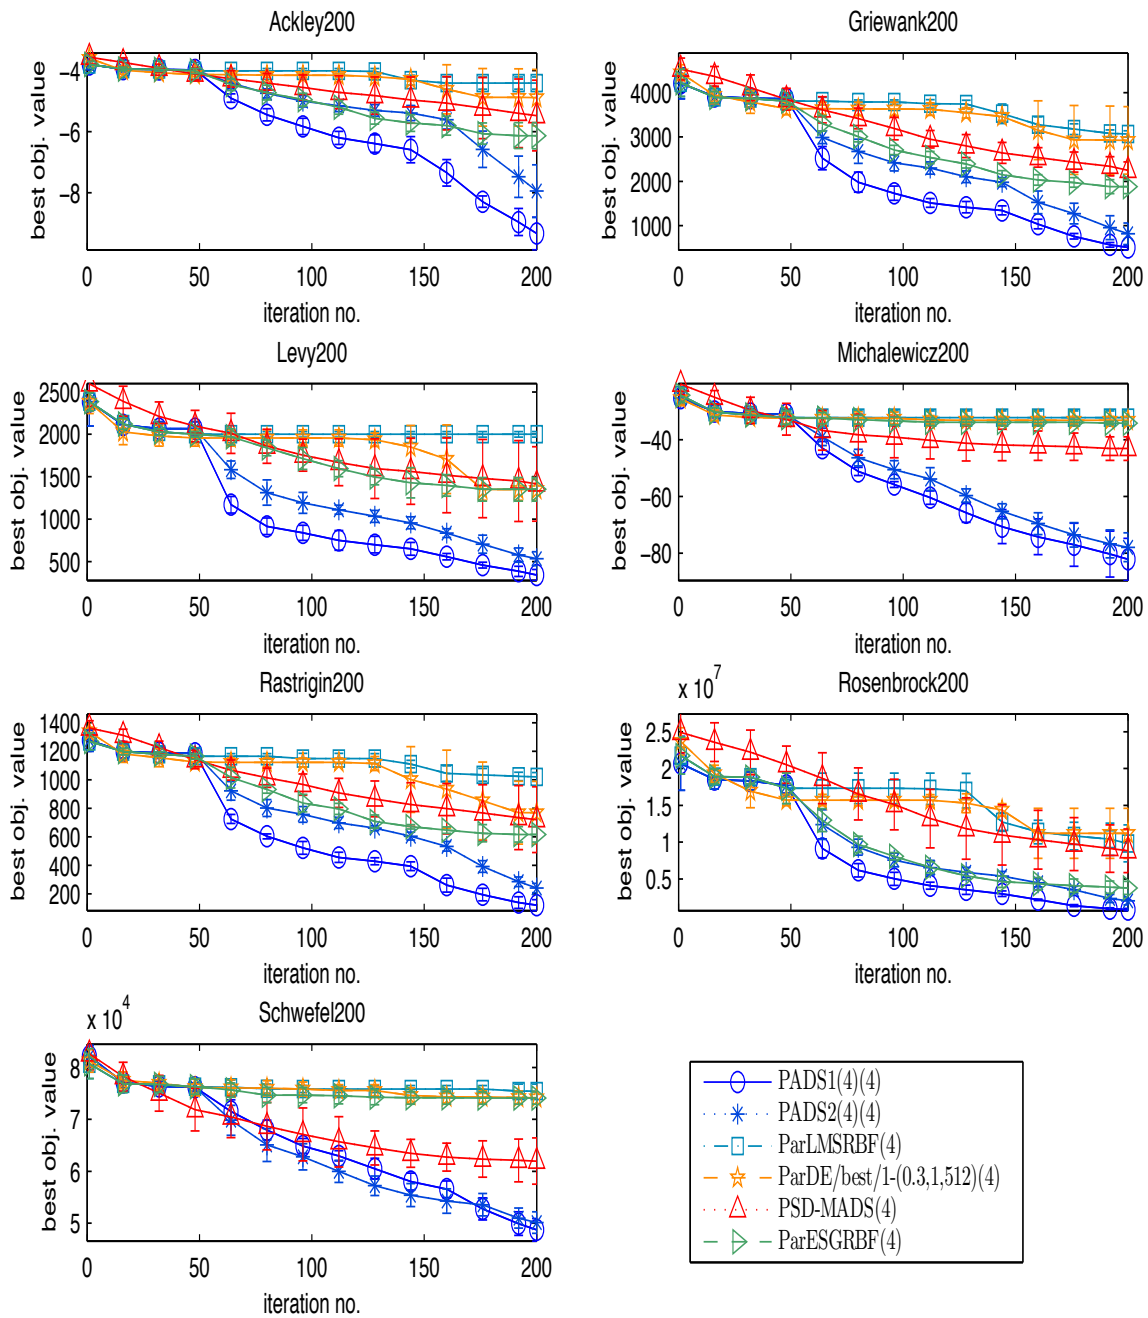 Ackley200
best obj. value
−4
−6
−8
0 50 100 150 200
iteration no.
Griewank200
best obj. value
4000
3000
2000
1000
0 50 100 150 200
iteration no.
Levy200
best obj. value
2500
2000
1500
1000
500
0 50 100 150 200
iteration no.
Michalewicz200
best obj. value
−40
−60
−80
0 50 100 150 200
iteration no.
Rastrigin200
best obj. value
1400
1200
1000
800
600
400
200
0 50 100 150 200
iteration no.
Rosenbrock200
x 10^7
best obj. value
2.5
2
1.5
1
0.5
0 50 100 150 200
iteration no.
Schwefel200
x 10^4
best obj. value
8
7
6
5
0 50 100 150 200
iteration no.
PADS1(4)(4)
PADS2(4)(4)
ParLMSRBF(4)
ParDE/best/1-(0.3,1,512)(4)
PSD-MADS(4)
ParESGRBF(4)